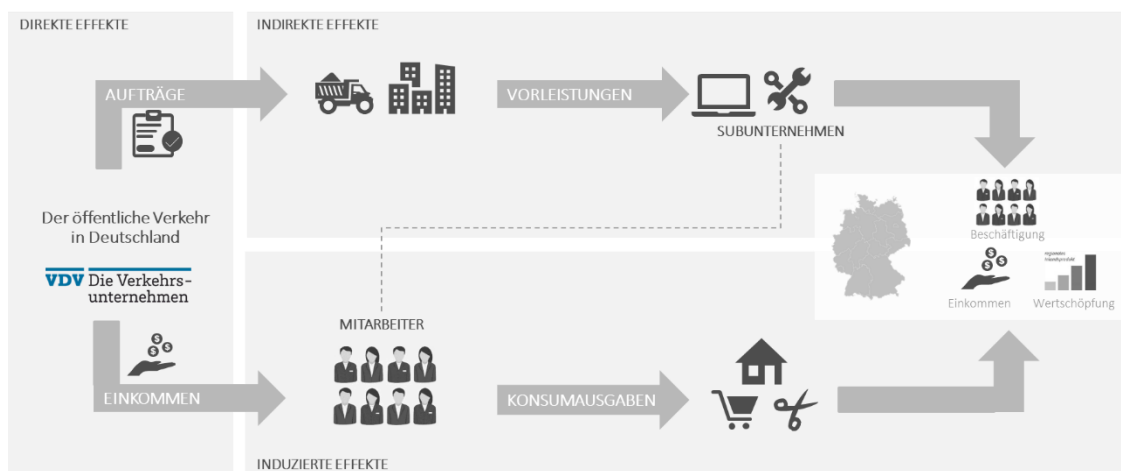 DIREKTE EFFEKTE
INDIREKTE EFFEKTE
AUFTRÄGE
VORLEISTUNGEN
SUBUNTERNEHMEN
Der öffentliche Verkehr
in Deutschland
VDV Die Verkehrs-
unternehmen
Beschäftigung
Einkommen
Wertschöpfung
MITARBEITER
EINKOMMEN
KONSUMAUSGABEN
INDUZIERTE EFFEKTE